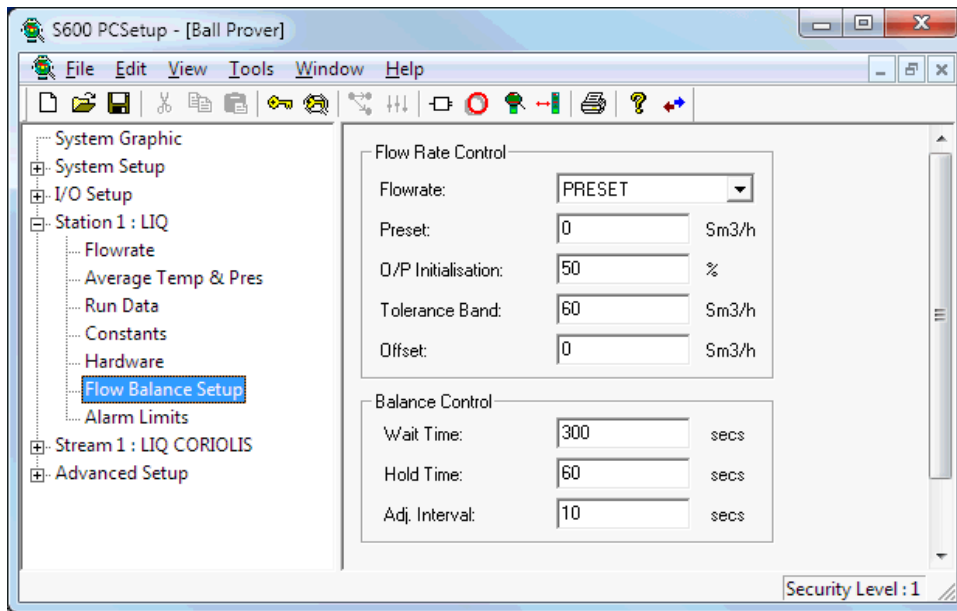 S600 PCSetup - [Ball Prover]
File Edit View Tools Window Help
System Graphic
System Setup
I/O Setup
Station 1 : LIQ
Flowrate
Average Temp & Pres
Run Data
Constants
Hardware
Flow Balance Setup
Alarm Limits
Stream 1 : LIQ CORIOLIS
Advanced Setup
Flow Rate Control
Flowrate: PRESET
Preset: 0 Sm3/h
O/P Initialisation: 50 %
Tolerance Band: 60 Sm3/h
Offset: 0 Sm3/h
Balance Control
Wait Time: 300 secs
Hold Time: 60 secs
Adj. Interval: 10 secs
Security Level : 1